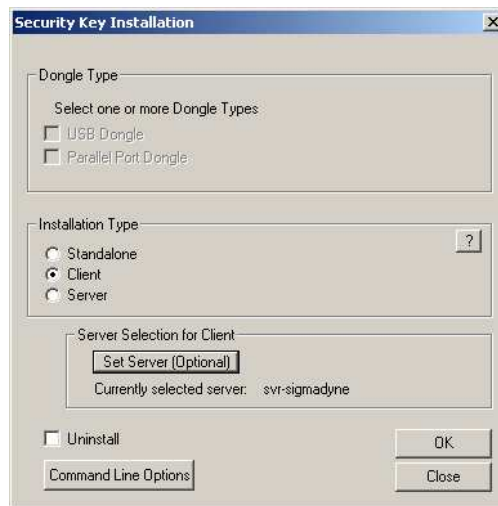 Security Key Installation
Dongle Type
Select one or more Dongle Types
USB Dongle
Parallel Port Dongle
Installation Type
?
Standalone
Client
Server
Server Selection for Client
Set Server (Optional)
Currently selected server: svr-sigmadyne
Uninstall
OK
Command Line Options
Close